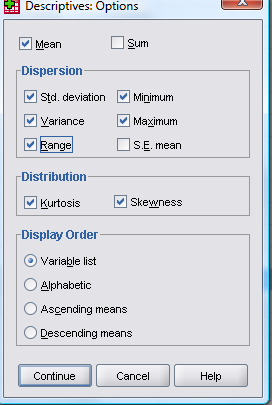 Descriptives: Options
Mean Sum
Dispersion
Std. deviation Minimum
Variance Maximum
Range S.E. mean
Distribution
Kurtosis Skewness
Display Order
Variable list
Alphabetic
Ascending means
Descending means
Continue Cancel Help